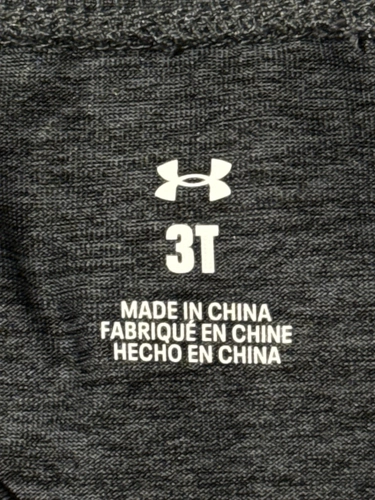 3T
MADE IN CHINA
FABRIQUÉ EN CHINE
HECHO EN CHINA